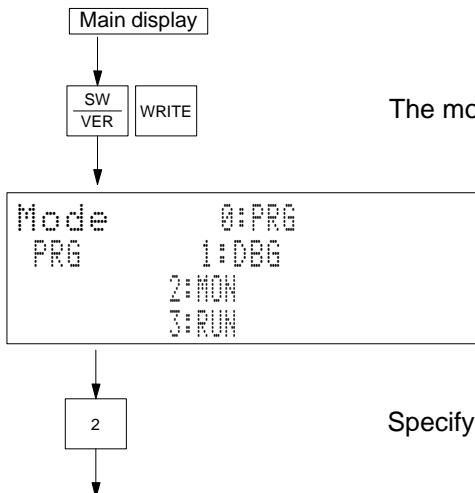 Main display
SW
VER
WRITE
The mo
Mode 0:PRG
PRG 1:DBG
2:MON
3:RUN
2
Specify